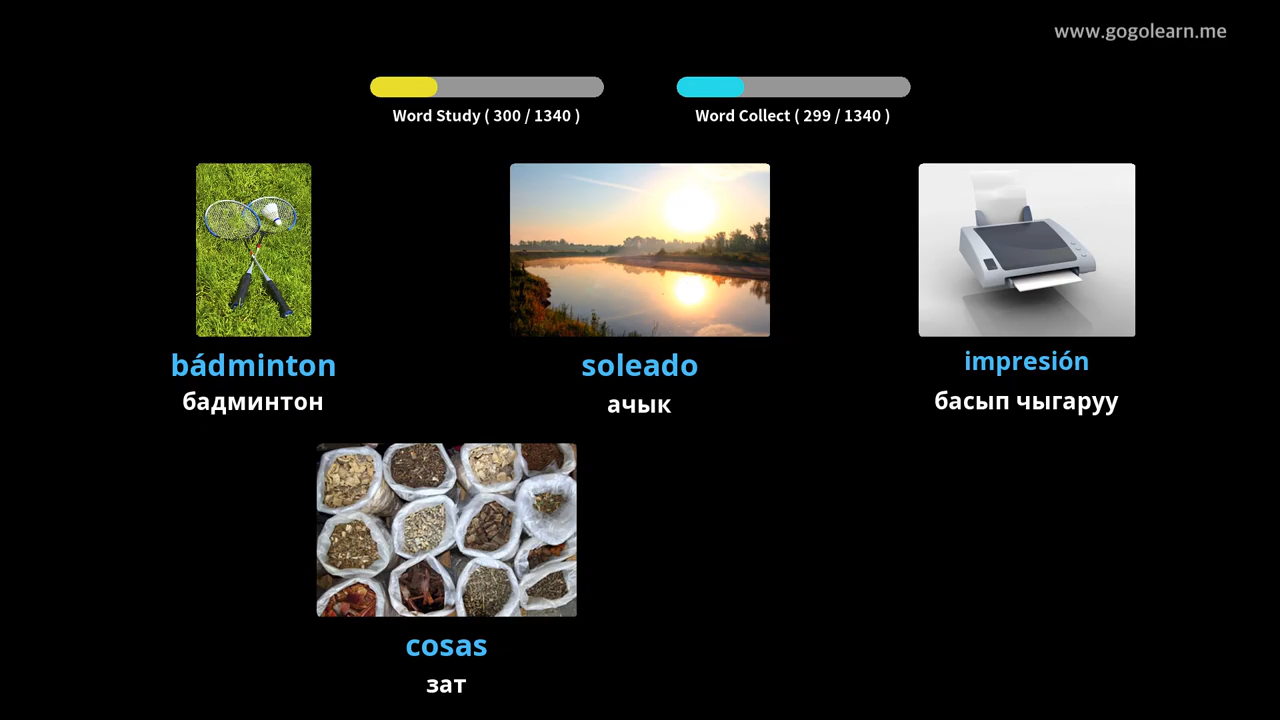 www.gogolearn.me
Word Study ( 300 / 1340 )
Word Collect ( 299 / 1340 )
bádminton
бадминтон
soleado
ачык
impresión
басып чыгаруу
cosas
зат